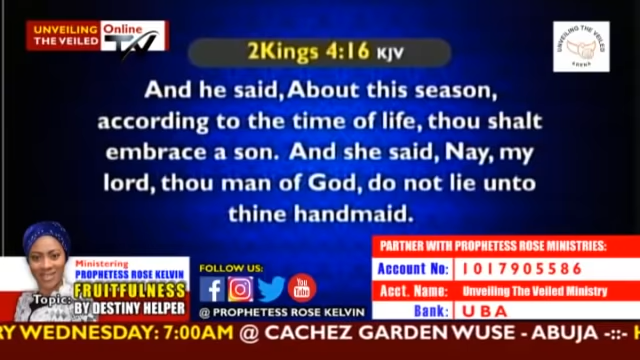 UNVEILING
THE VEILED
Online
TV
UNVEILING THE VEILED
2Kings 4:16 KJV
And he said, About this season,
according to the time of life, thou shalt
embrace a son. And she said, Nay, my
lord, thou man of God, do not lie unto
thine handmaid.
Ministering
PROPHETESS ROSE KELVIN
Topic:
FRUITFULNESS
BY DESTINY HELPER
FOLLOW US:
You
Tube
@ PROPHETESS ROSE KELVIN
PARTNER WITH PROPHETESS ROSE MINISTRIES:
Account No: 1017905586
Acct. Name: Unveiling The Veiled Ministry
Bank: UBA
RY WEDNESDAY: 7:00AM @ CACHEZ GARDEN WUSE - ABUJA -::- H